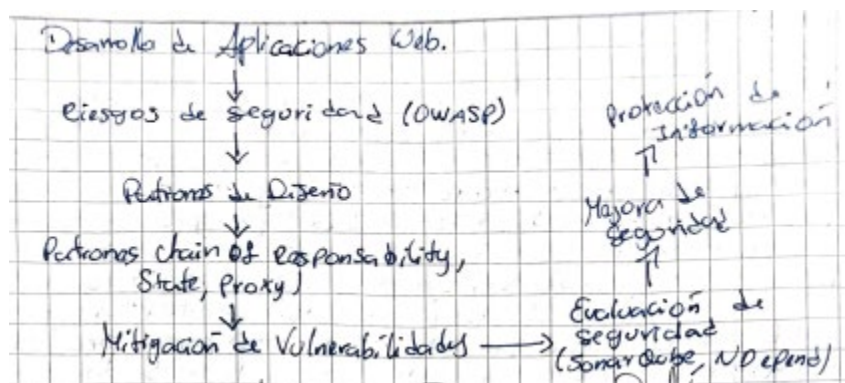 Desarrollo de Aplicaciones Web.
Riesgos de seguridad (OWASP)
Patrones de Diseño
Patrones chain of Responsability,
State, Proxy)
Mitigación de Vulnerabilidades
Evaluación de
seguridad
(SonarQube, NDepend)
Mejora de
seguridad
Protección de
Información